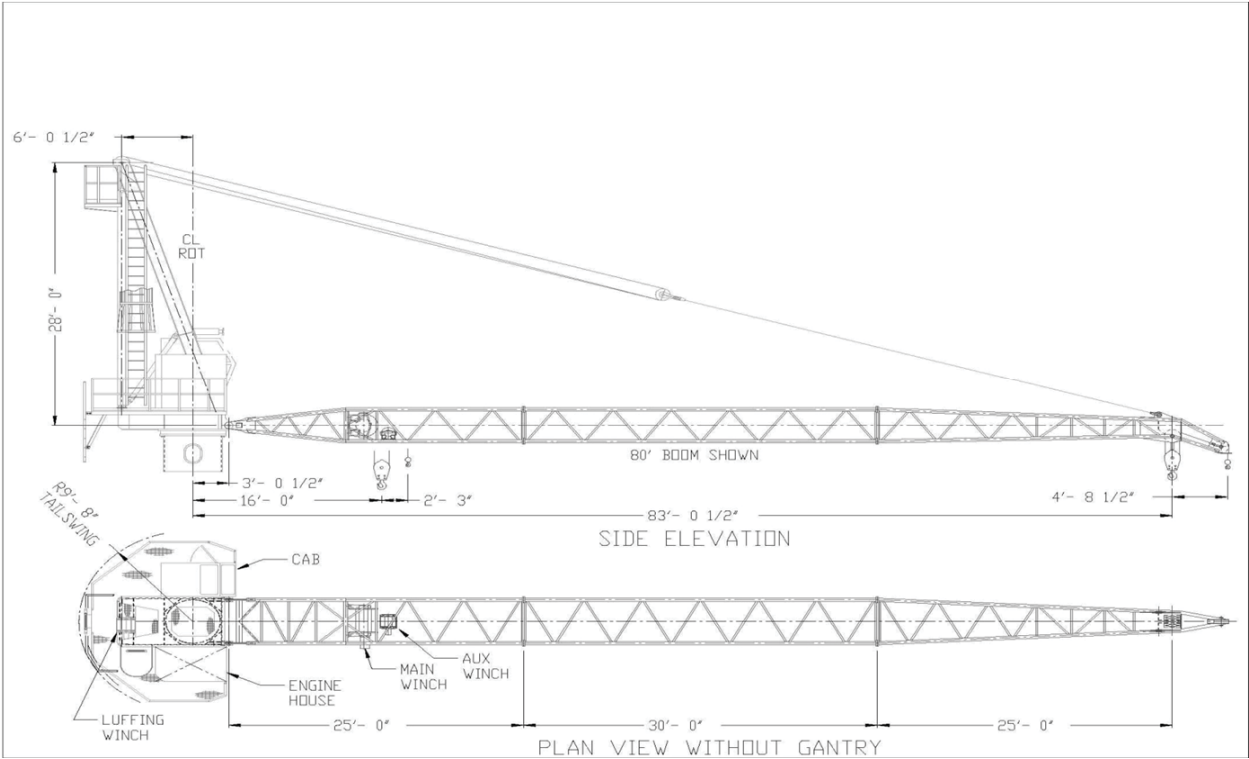 6'- 0 1/2"
CL
ROT
28'- 0"
80' BOOM SHOWN
3'- 0 1/2"
16'- 0"
2'- 3"
4'- 8 1/2"
83'- 0 1/2"
SIDE ELEVATION
R9'- 8"
TAILSWING
CAB
AUX
WINCH
MAIN
WINCH
ENGINE
HOUSE
LUFFING
WINCH
25'- 0"
30'- 0"
25'- 0"
PLAN VIEW WITHOUT GANTRY